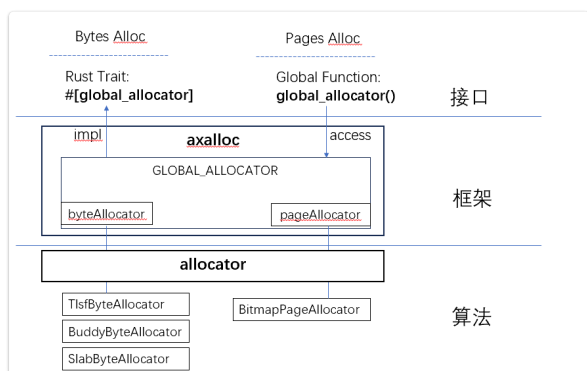 Bytes Alloc
Pages Alloc
Rust Trait:
#[global_allocator]
Global Function:
global_allocator()
接口
impl
axalloc
access
GLOBAL_ALLOCATOR
框架
byteAllocator
pageAllocator
allocator
TlsfByteAllocator
BitmapPageAllocator
算法
BuddyByteAllocator
SlabByteAllocator